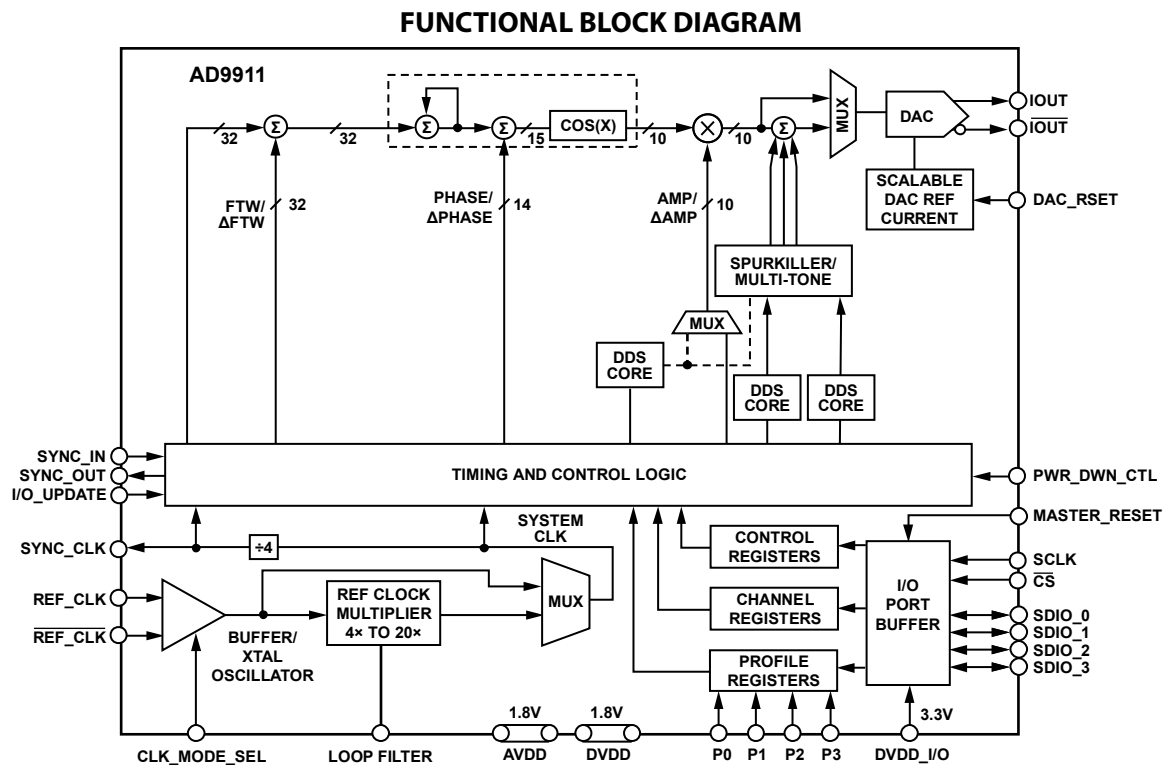 FUNCTIONAL BLOCK DIAGRAM
AD9911
32
Σ
32
Σ
Σ
15
COS(X)
10
×
10
Σ
MUX
DAC
IOUT
IOUT
FTW/
ΔFTW
32
PHASE/
ΔPHASE
14
AMP/
ΔAMP
10
SCALABLE
DAC REF
CURRENT
DAC_RSET
SPURKILLER/
MULTI-TONE
MUX
DDS
CORE
DDS
CORE
DDS
CORE
SYNC_IN
SYNC_OUT
I/O_UPDATE
TIMING AND CONTROL LOGIC
PWR_DWN_CTL
MASTER_RESET
SYNC_CLK
÷4
SYSTEM
CLK
CONTROL
REGISTERS
I/O
PORT
BUFFER
SCLK
CS
REF_CLK
REF_CLK
BUFFER/
XTAL
OSCILLATOR
REF CLOCK
MULTIPLIER
4× TO 20×
MUX
CHANNEL
REGISTERS
SDIO_0
SDIO_1
SDIO_2
SDIO_3
PROFILE
REGISTERS
1.8V
1.8V
3.3V
CLK_MODE_SEL
LOOP FILTER
AVDD
DVDD
P0
P1
P2
P3
DVDD_I/O